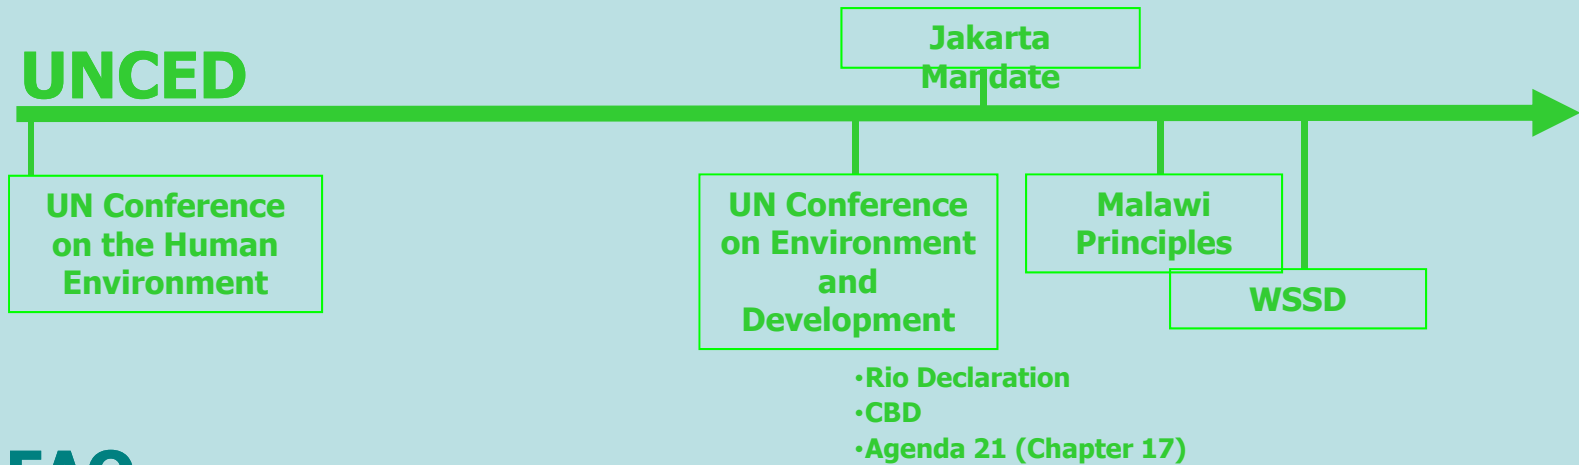 Jakarta
Mandate
UNCED
UN Conference
on the Human
Environment
UN Conference
on Environment
and
Development
Malawi
Principles
WSSD
•Rio Declaration
•CBD
•Agenda 21 (Chapter 17)
FAO